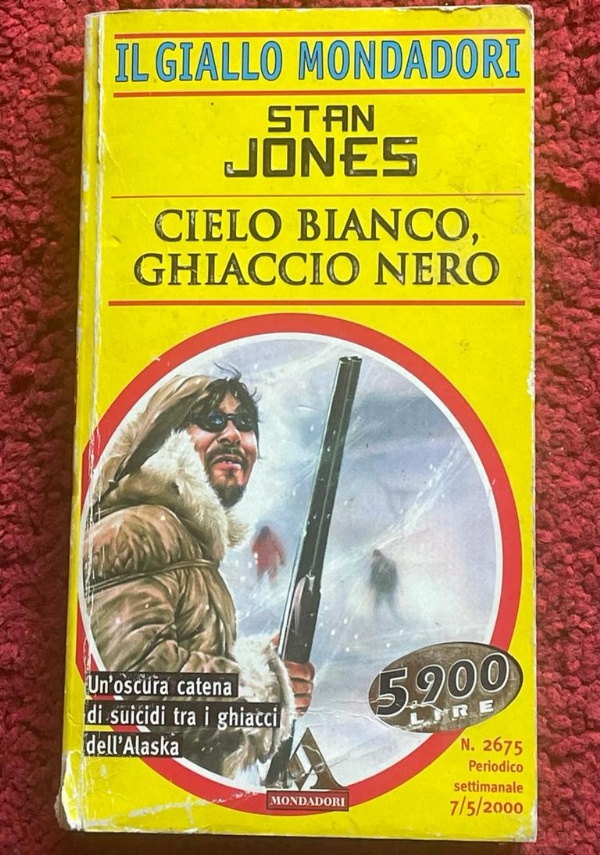 IL GIALLO MONDADORI
STAN
JONES
CIELO BIANCO,
GHIACCIO NERO
Un'oscura catena
di suicidi tra i ghiacci
dell'Alaska
5.900
LIRE
N. 2675
Periodico
settimanale
7/5/2000
MONDADORI